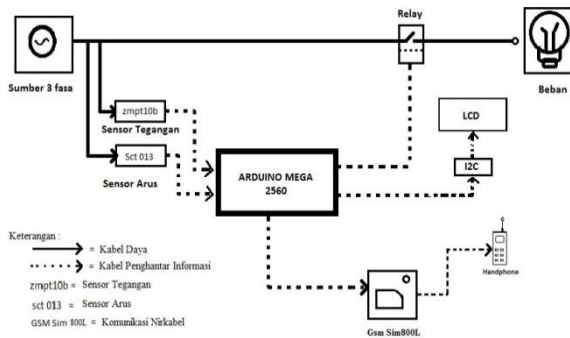 Relay
Sumber 3 fasa
Beban
zmpt10b
Sensor Tegangan
Sct 013
Sensor Arus
ARDUINO MEGA
2560
LCD
I2C
Keterangan :
= Kabel Daya
= Kabel Penghantar Informasi
zmpt10b = Sensor Tegangan
sct 013 = Sensor Arus
GSM Sim 800L = Komunikasi Nirkabel
Handphone
Gsm Sim800L